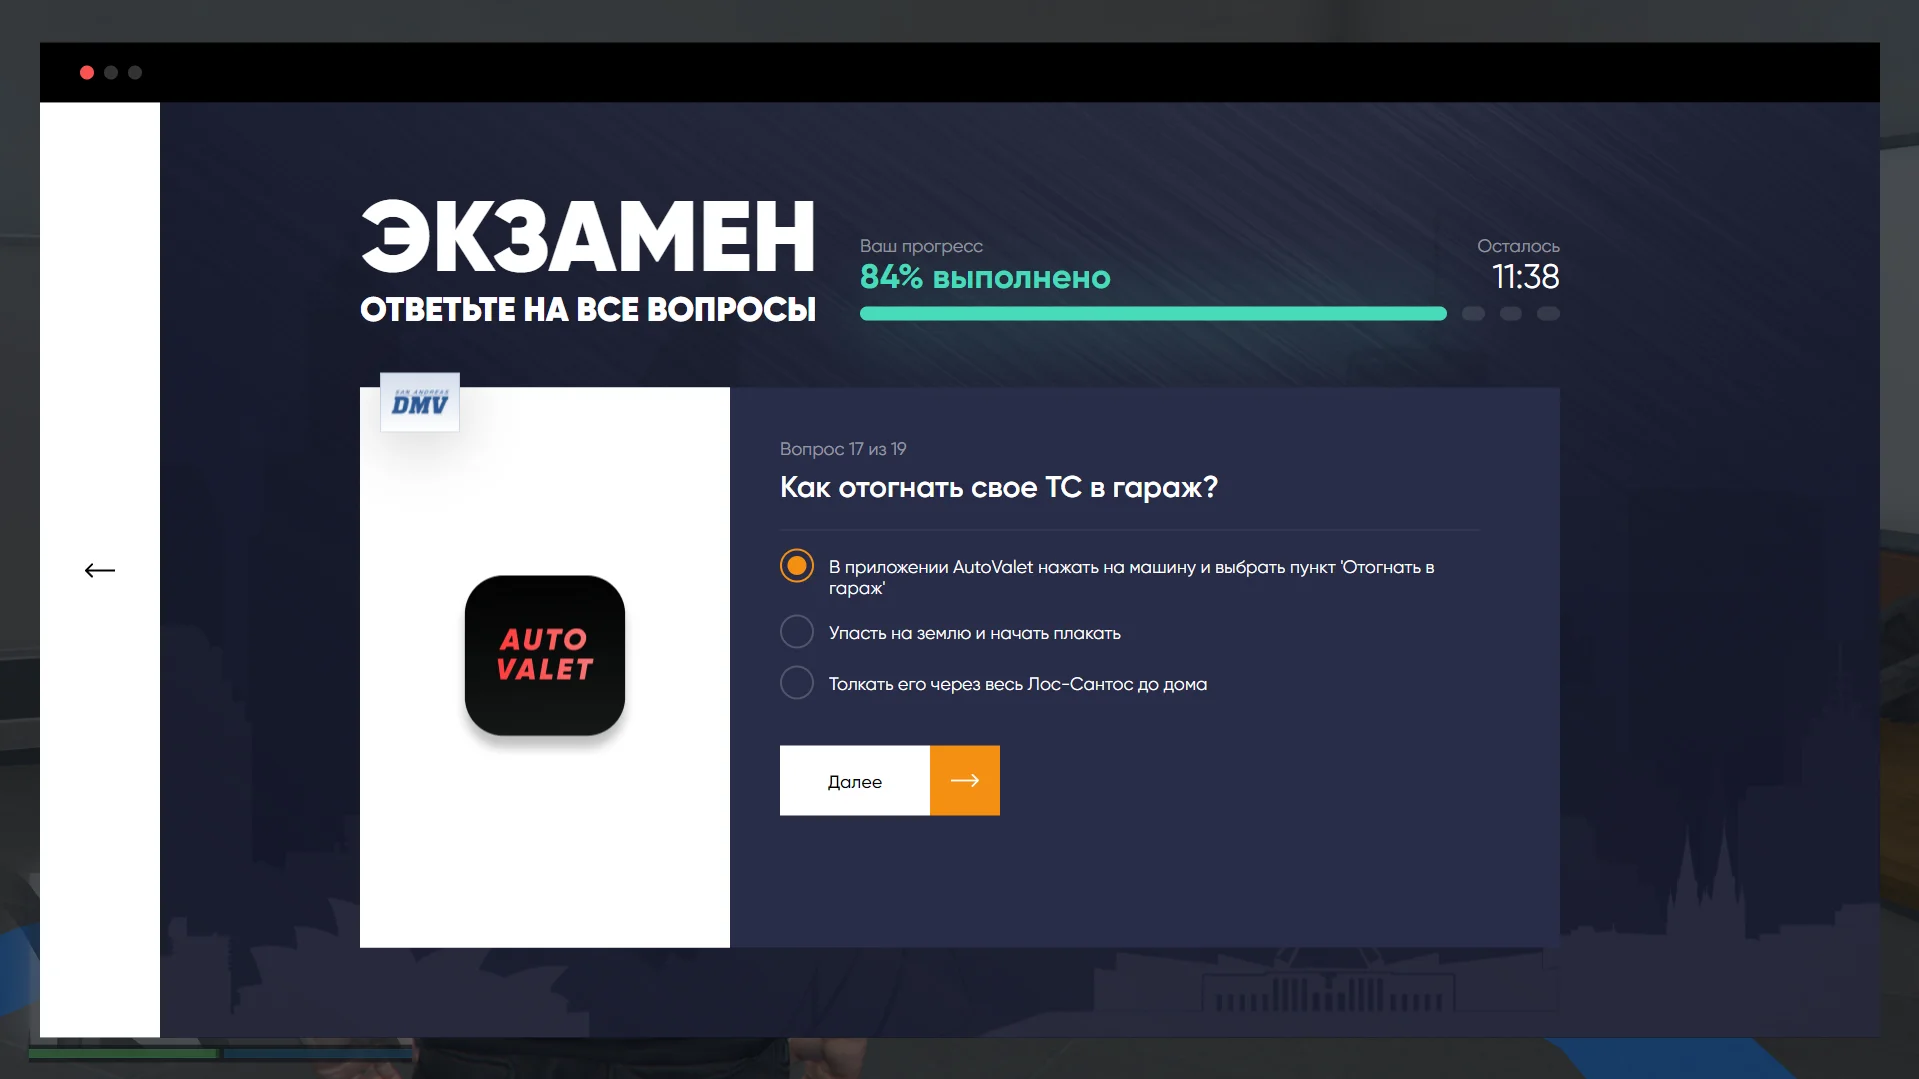 ЭКЗАМЕН
ОТВЕТЬТЕ НА ВСЕ ВОПРОСЫ
Ваш прогресс
84% выполнено
Осталось
11:38
SAN ANDREAS
DMV
AUTO
VALET
Вопрос 17 из 19
Как отогнать свое ТС в гараж?
В приложении AutoValet нажать на машину и выбрать пункт 'Отогнать в
гараж'
Упасть на землю и начать плакать
Толкать его через весь Лос-Сантос до дома
Далее